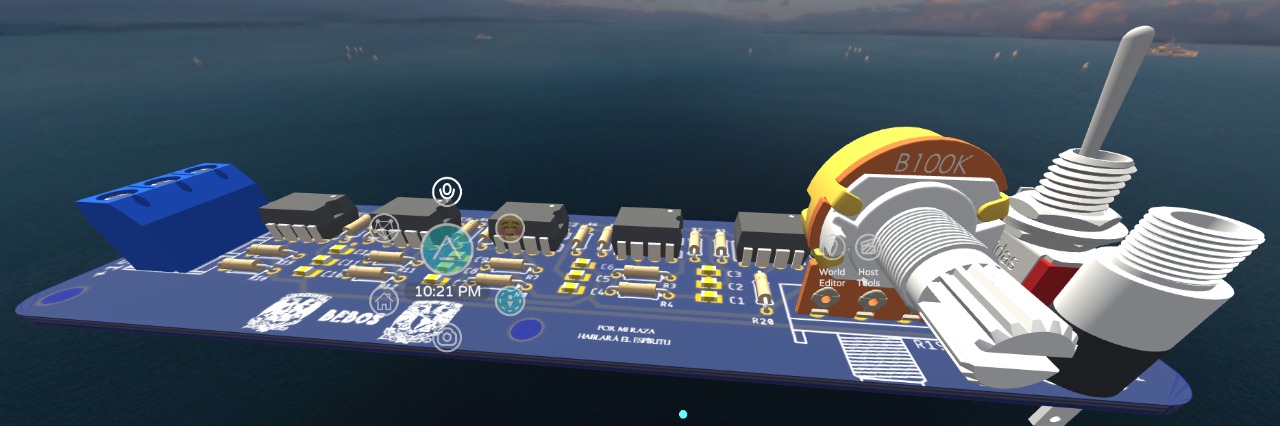 B100K
World
Editor
Host
Tools
10:21 PM
BEBOS
POR MI RAZA
HABLARÁ EL ESPÍRITU
C6
C5
R3
R4
C3
C2
C1
R20
R19